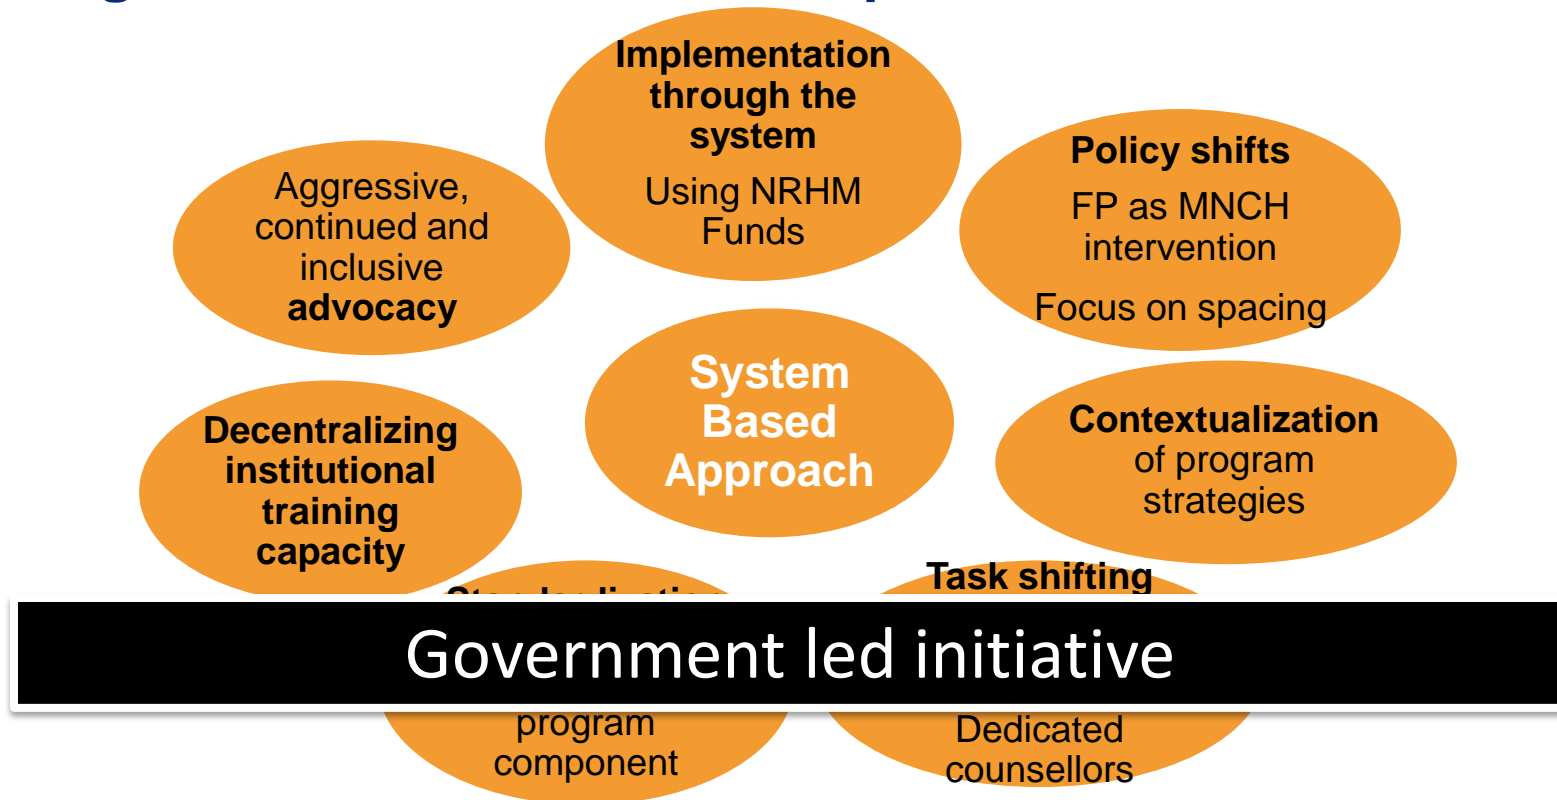 Implementation
through the
system
Using NRHM
Funds
Policy shifts
FP as MNCH
intervention
Focus on spacing
Aggressive,
continued and
inclusive
advocacy
System
Based
Approach
Contextualization
of program
strategies
Decentralizing
institutional
training
capacity
Task shifting
Government led initiative
program
component
Dedicated
counsellors